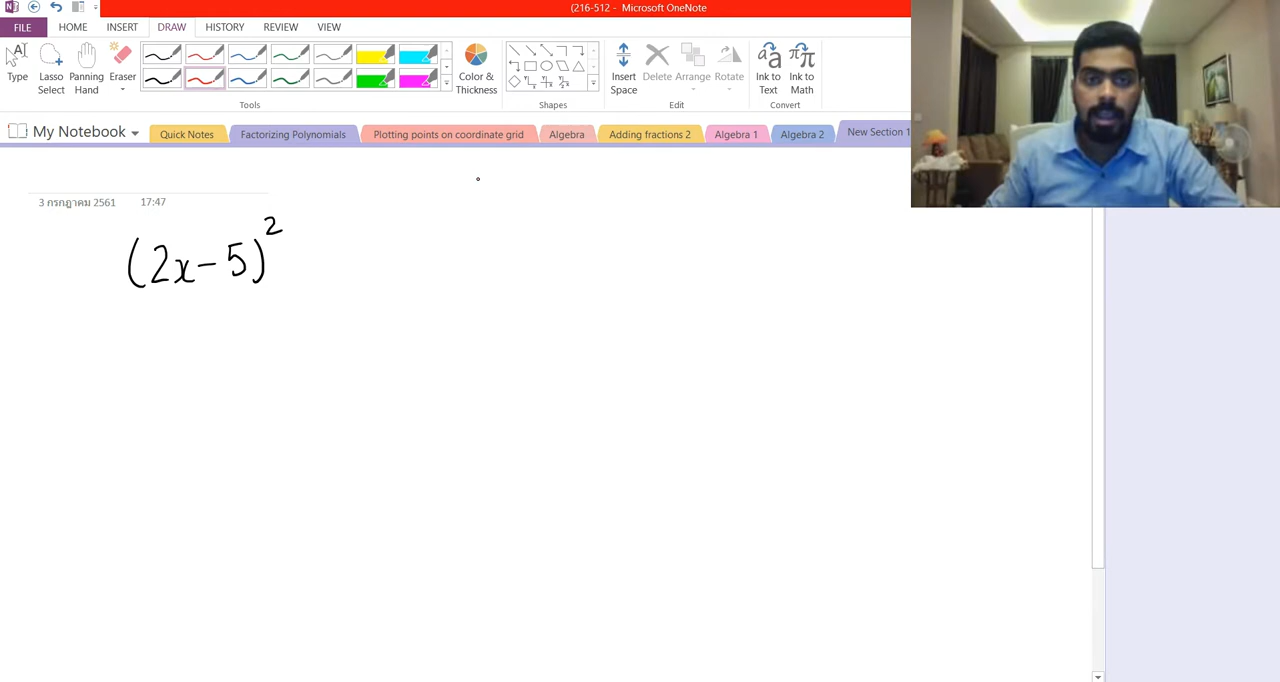 (216-512 - Microsoft OneNote
FILE HOME INSERT DRAW HISTORY REVIEW VIEW
Type Lasso Select Panning Hand Eraser Color & Thickness Insert Space Delete Arrange Rotate Ink to Text Ink to Math
Tools Shapes Edit Convert
My Notebook Quick Notes Factorizing Polynomials Plotting points on coordinate grid Algebra Adding fractions 2 Algebra 1 Algebra 2 New Section 1
3 กรกฎาคม 2561 17:47
(2x-5)²